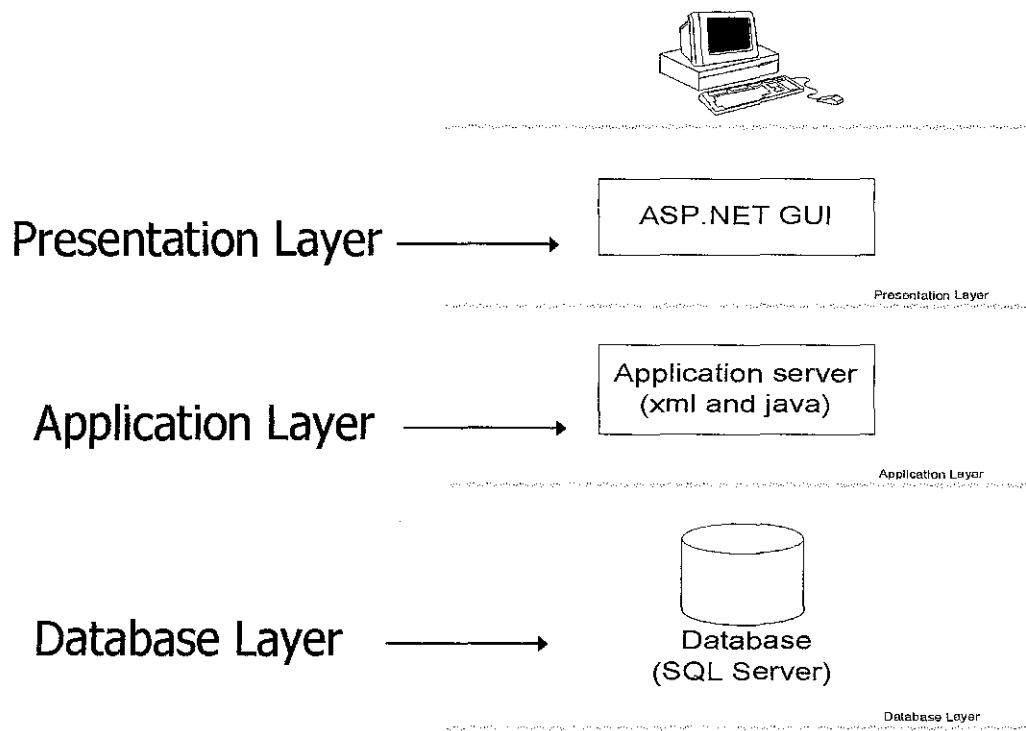 ASP.NET GUI
Presentation Layer
Presentation Layer
Application server
(xml and java)
Application Layer
Application Layer
Database Layer
Database
(SQL Server)
Database Layer